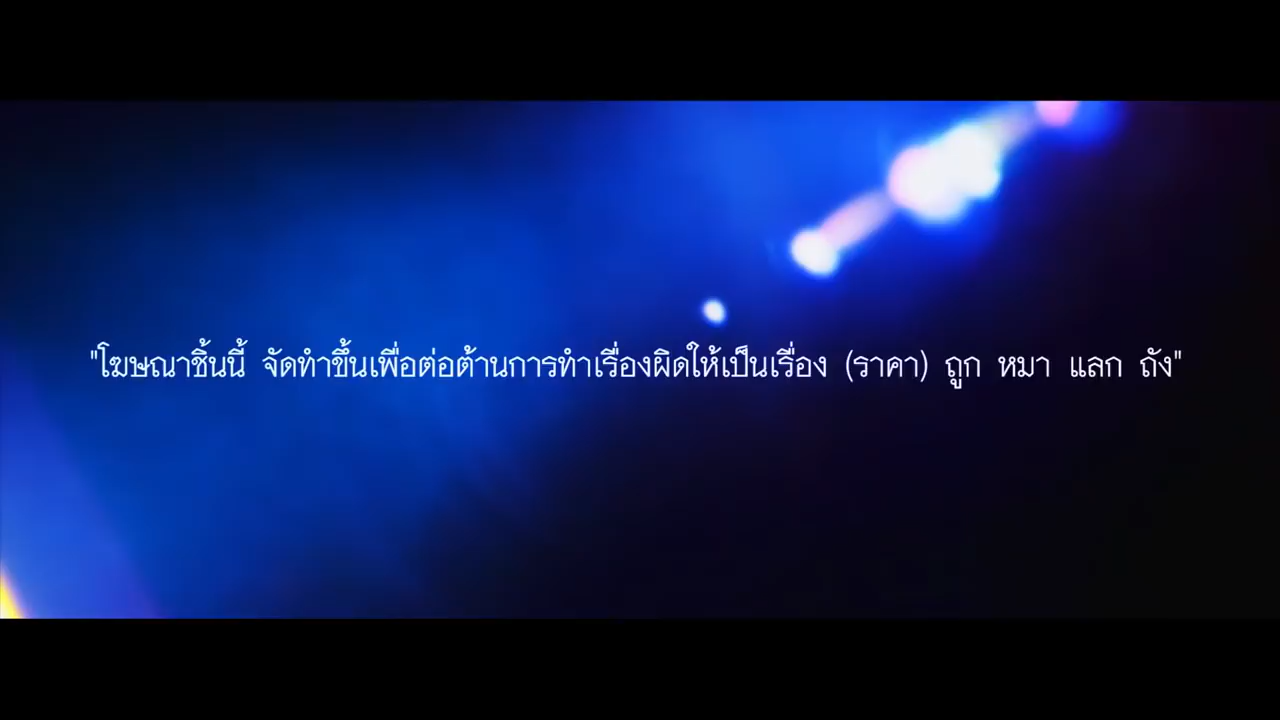 "โฆษณาชิ้นนี้ จัดทำขึ้นเพื่อต่อต้านการทำเรื่องผิดให้เป็นเรื่อง (ราคา) ถูก หมา แลก ถัง"